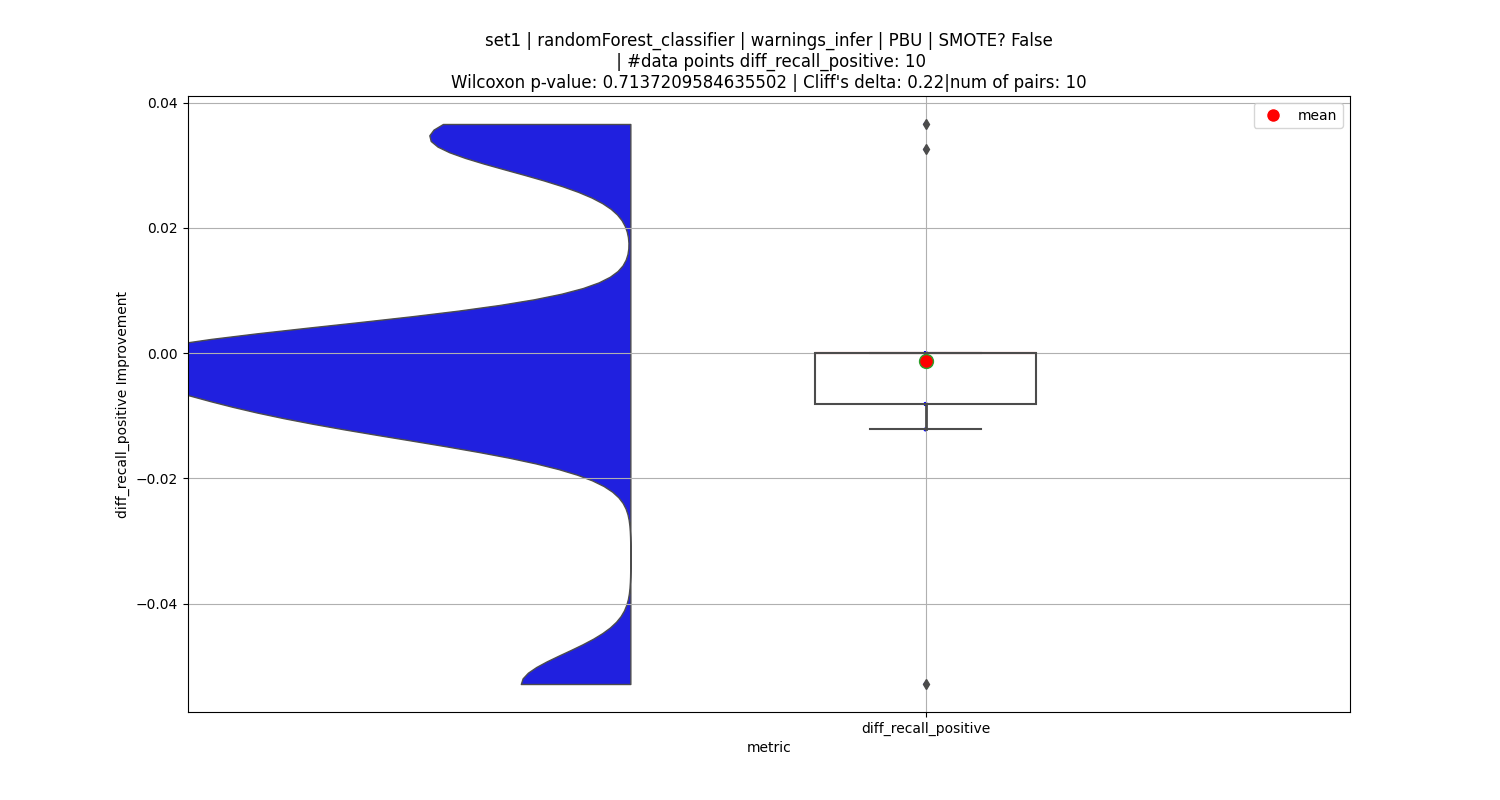 set1 | randomForest_classifier | warnings_infer | PBU | SMOTE? False
| #data points diff_recall_positive: 10
Wilcoxon p-value: 0.7137209584635502 | Cliff's delta: 0.22|num of pairs: 10
mean
0.04
0.02
0.00
−0.02
−0.04
diff_recall_positive Improvement
diff_recall_positive
metric